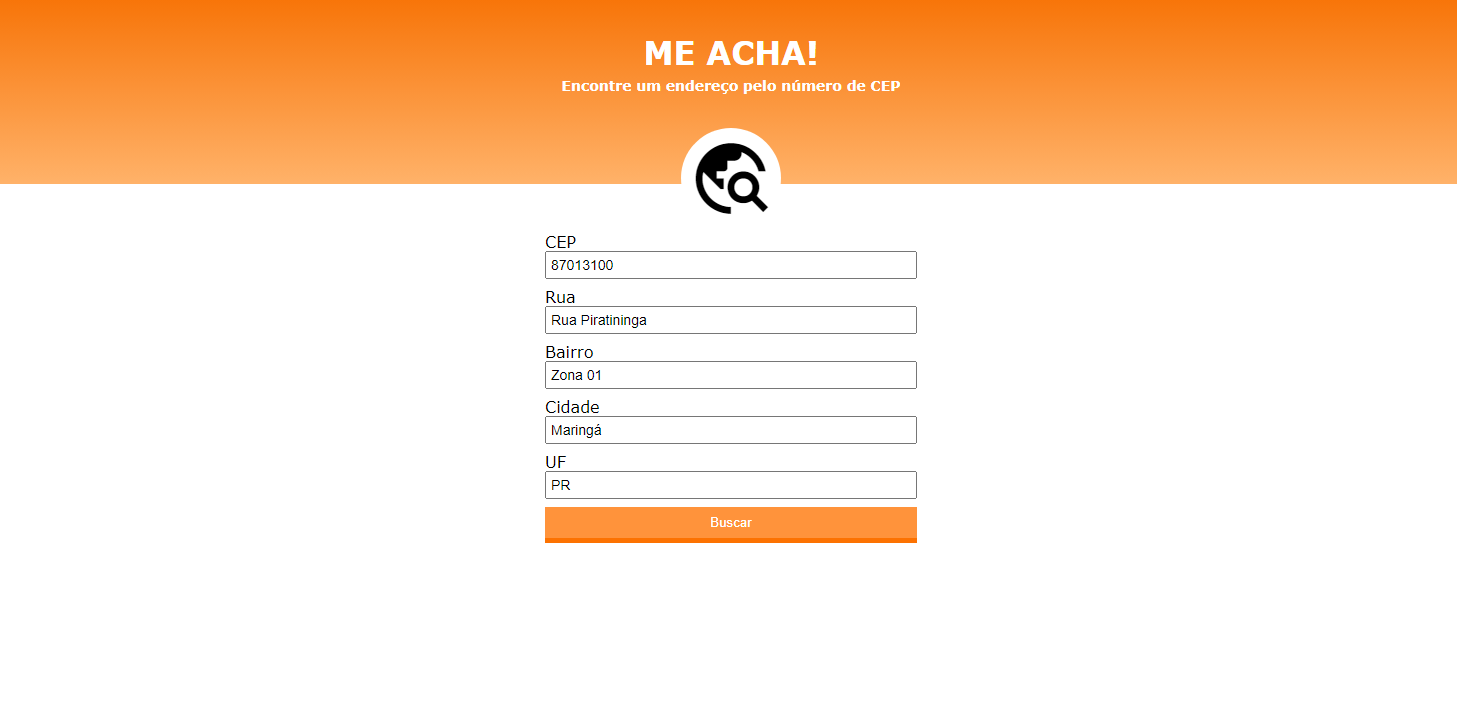 ME ACHA!
Encontre um endereço pelo número de CEP
CEP
87013100
Rua
Rua Piratininga
Bairro
Zona 01
Cidade
Maringá
UF
PR
Buscar